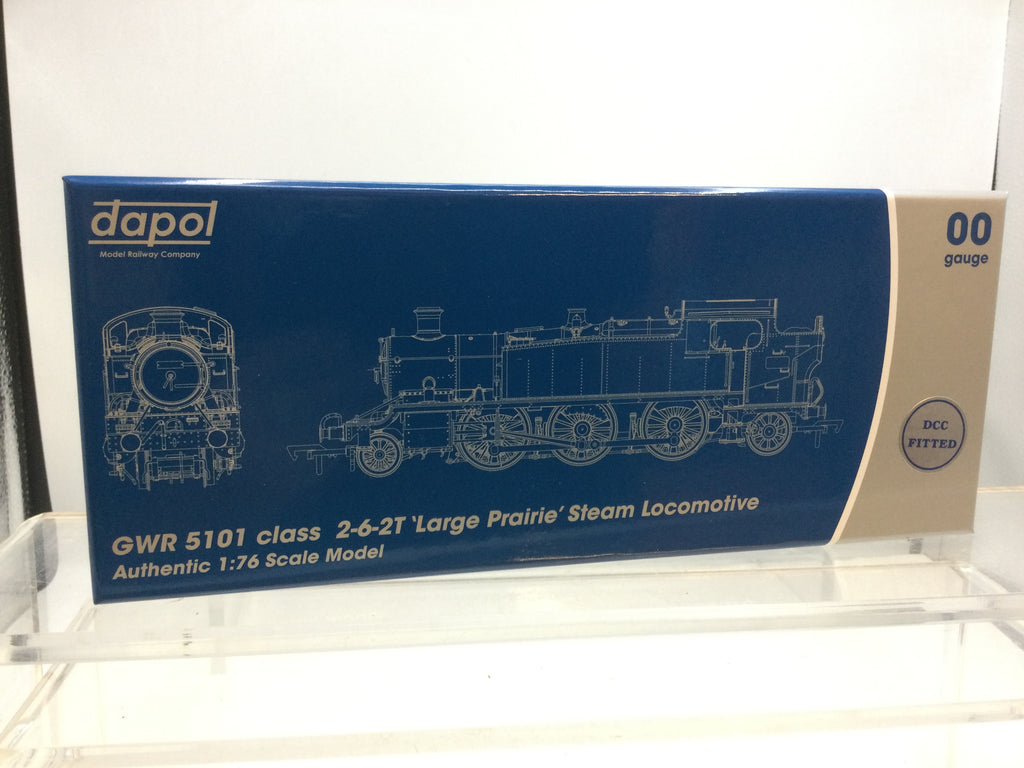 dapol
Model Railway Company
00
gauge
DCC
FITTED
GWR 5101 class 2-6-2T 'Large Prairie' Steam Locomotive
Authentic 1:76 Scale Model